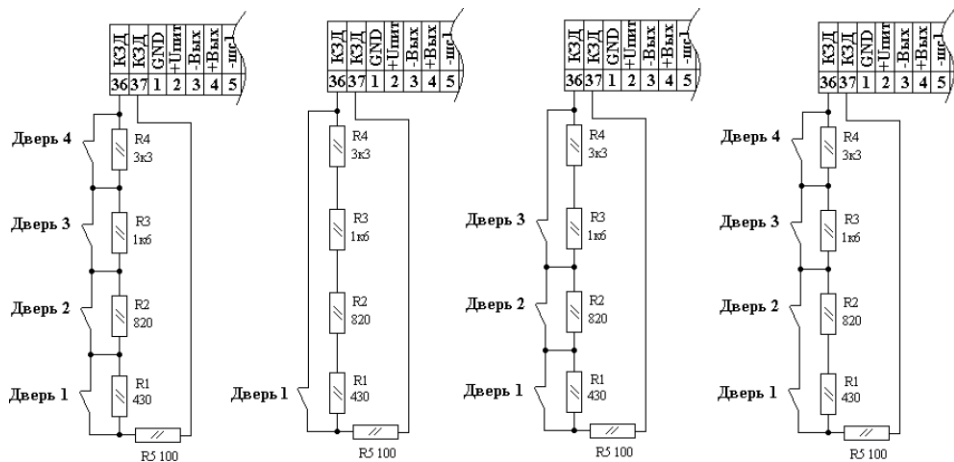 КЗД КЗД GND +Uпит -Вых +Вых -шс1
36 37 1 2 3 4 5
Дверь 4
R4
3к3
Дверь 3
R3
1к6
Дверь 2
R2
820
Дверь 1
R1
430
R5 100
КЗД КЗД GND +Uпит -Вых +Вых -шс1
36 37 1 2 3 4 5
R4
3к3
R3
1к6
R2
820
Дверь 1
R1
430
R5 100
КЗД КЗД GND +Uпит -Вых +Вых -шс1
36 37 1 2 3 4 5
R4
3к3
Дверь 3
R3
1к6
Дверь 2
R2
820
Дверь 1
R1
430
R5 100
КЗД КЗД GND +Uпит -Вых +Вых -шс1
36 37 1 2 3 4 5
Дверь 4
R4
3к3
Дверь 3
R3
1к6
Дверь 2
R2
820
Дверь 1
R1
430
R5 100